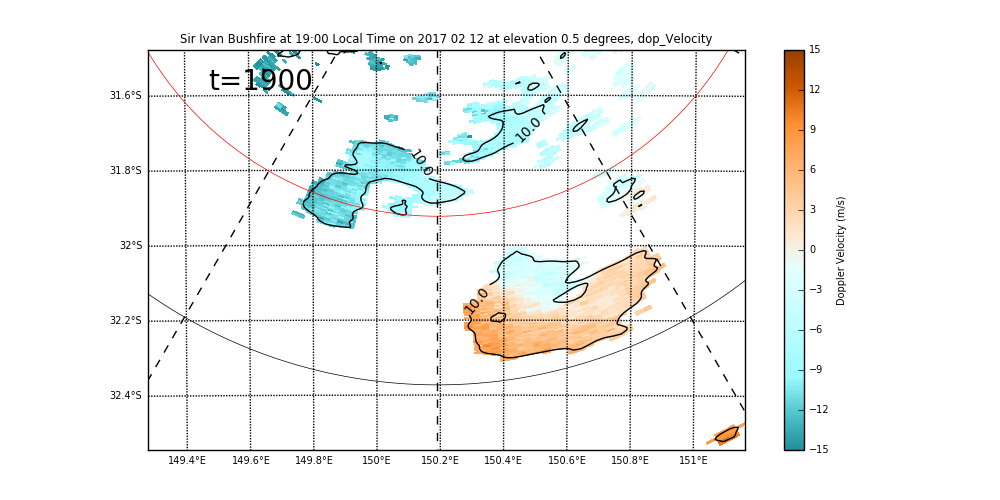 Sir Ivan Bushfire at 19:00 Local Time on 2017 02 12 at elevation 0.5 degrees, dop_Velocity
t=1900
31.6°S
31.8°S
32°S
32.2°S
32.4°S
10.0
10.0
10.0
149.4°E 149.6°E 149.8°E 150°E 150.2°E 150.4°E 150.6°E 150.8°E 151°E
15
12
9
6
3
0
−3
−6
−9
−12
−15
Doppler Velocity (m/s)